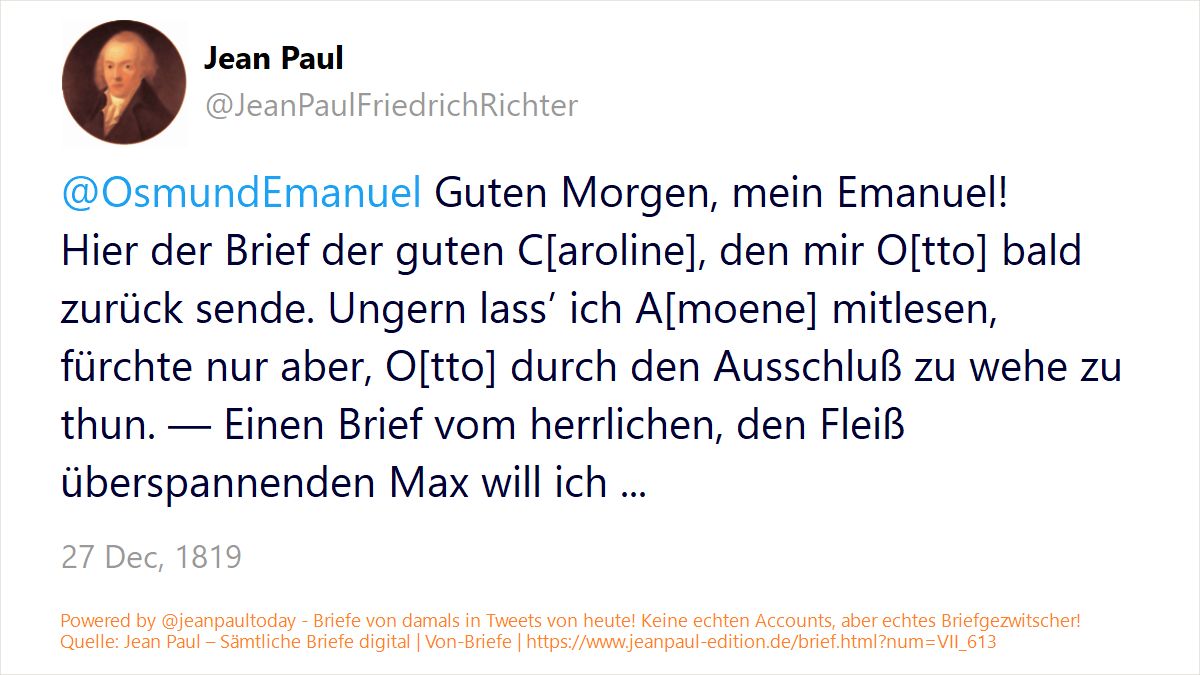 Jean Paul
@JeanPaulFriedrichRichter
@OsmundEmanuel Guten Morgen, mein Emanuel!
Hier der Brief der guten C[aroline], den mir O[tto] bald
zurück sende. Ungern lass’ ich A[moene] mitlesen,
fürchte nur aber, O[tto] durch den Ausschluß zu wehe zu
thun. — Einen Brief vom herrlichen, den Fleiß
überspannenden Max will ich ...
27 Dec, 1819
Powered by @jeanpaultoday - Briefe von damals in Tweets von heute! Keine echten Accounts, aber echtes Briefgezwitscher!
Quelle: Jean Paul – Sämtliche Briefe digital | Von-Briefe | https://www.jeanpaul-edition.de/brief.html?num=VII_613